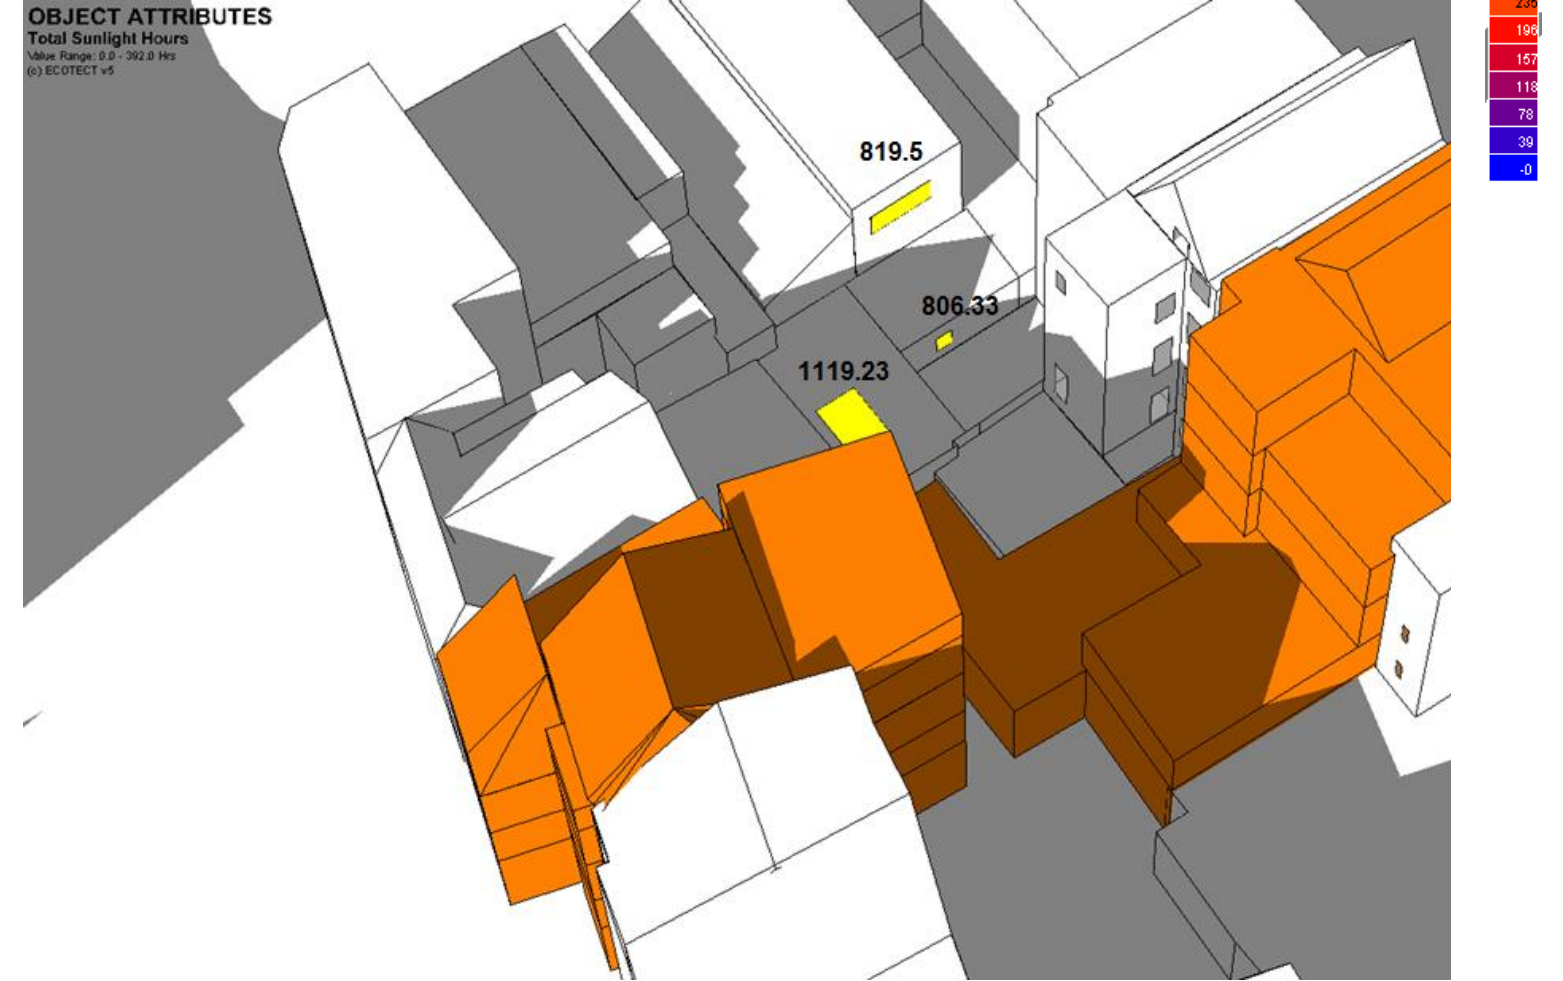 OBJECT ATTRIBUTES
Total Sunlight Hours
Value Range: 0.0 - 392.0 Hrs
(c) ECOTECT v5
235
196
157
118
78
39
-0
819.5
806.33
1119.23